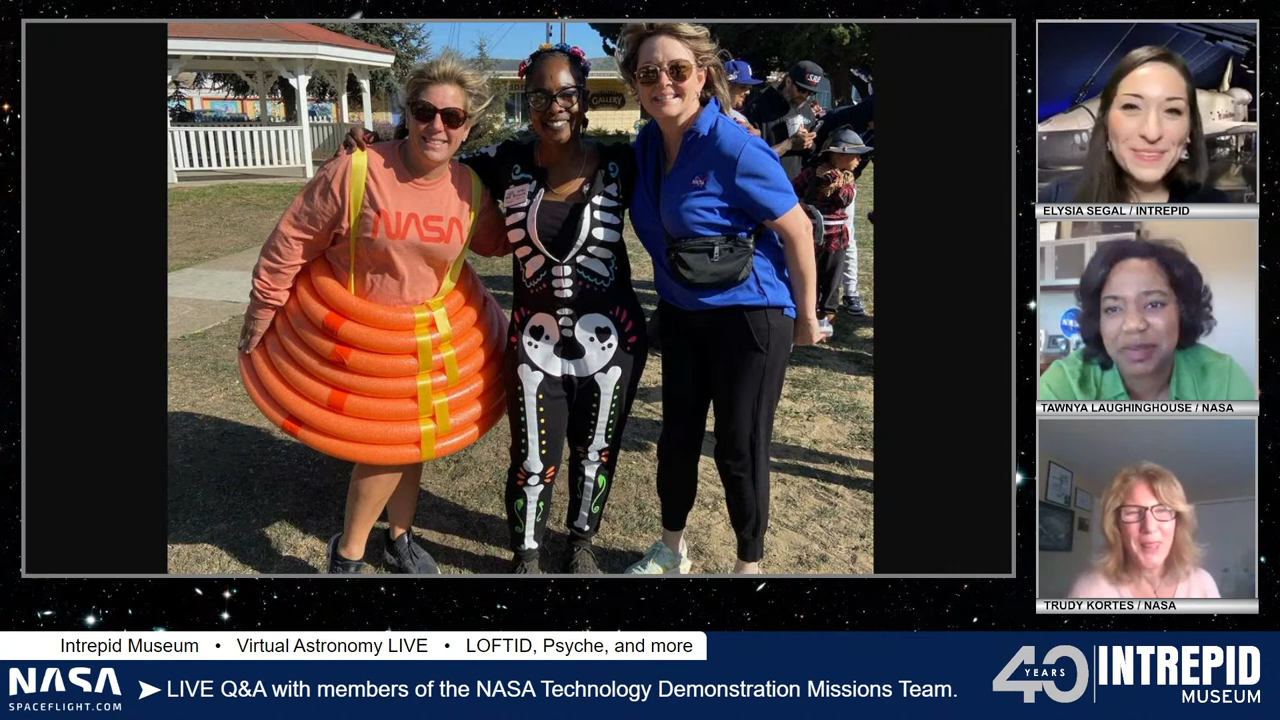 GALLERY
NASA
ELYSIA SEGAL / INTREPID
TAWNYA LAUGHINGHOUSE / NASA
TRUDY KORTES / NASA
Intrepid Museum • Virtual Astronomy LIVE • LOFTID, Psyche, and more
NASA
SPACEFLIGHT.COM
LIVE Q&A with members of the NASA Technology Demonstration Missions Team.
40
YEARS
INTREPID
MUSEUM